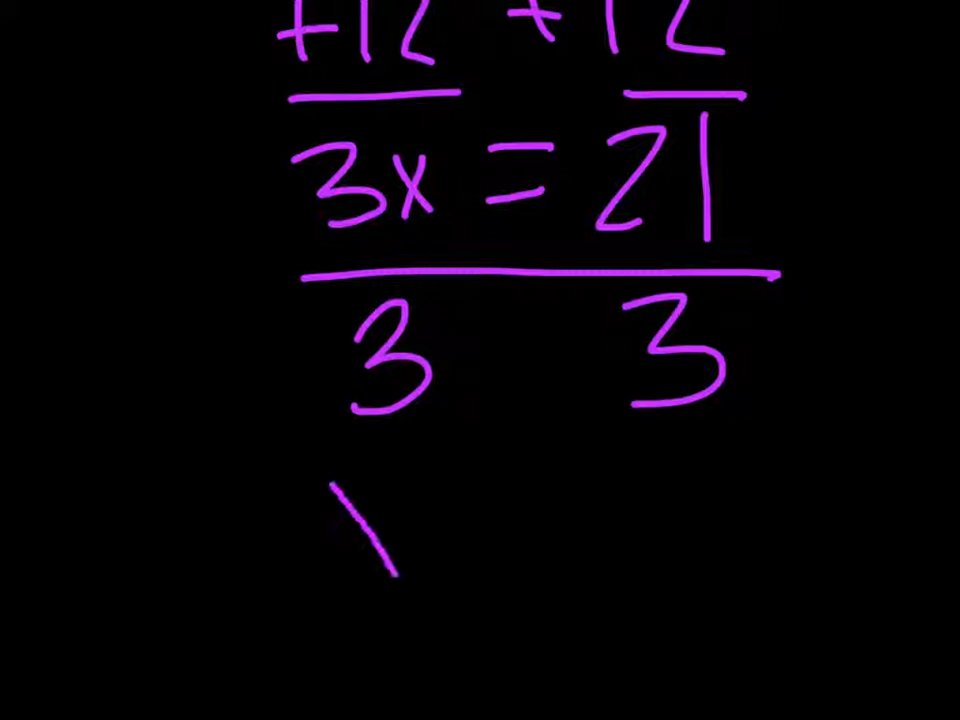 +12 +12
3x = 21
3 3
\